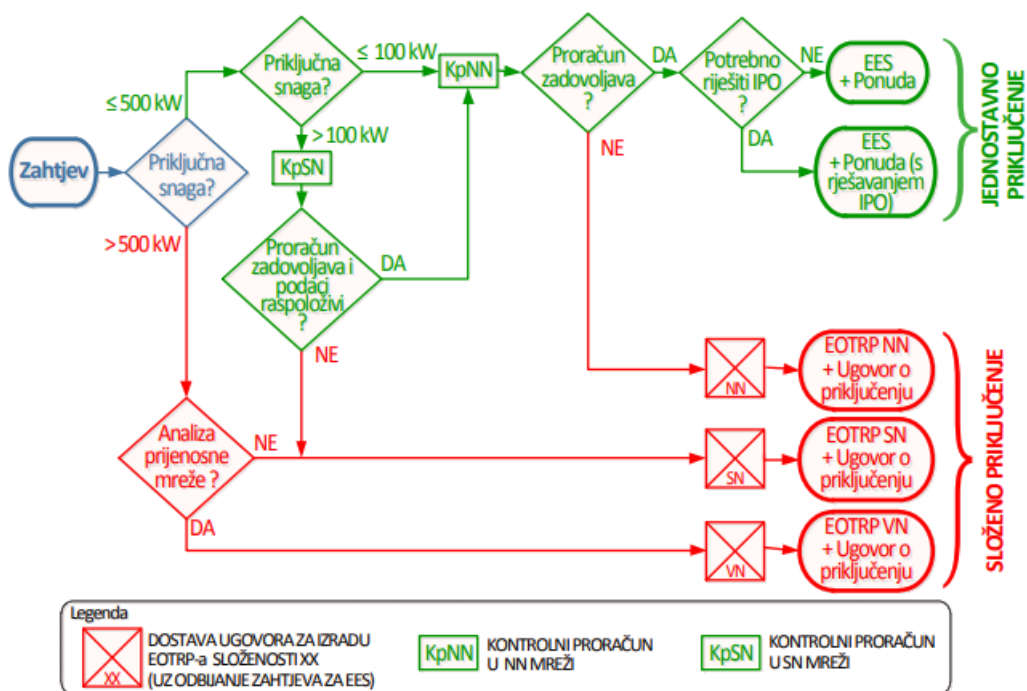 Zahtjev
Priključna
snaga?
≤ 500 kW
> 500 kW
Priključna
snaga?
≤ 100 kW
> 100 kW
KpSN
KpNN
Proračun
zadovoljava i
podaci
raspoloživi
?
DA
NE
Proračun
zadovoljava
?
DA
NE
Potrebno
riješiti IPO
?
NE
DA
EES
+ Ponuda
EES
+ Ponuda (s
rješavanjem
IPO)
JEDNOSTAVNO
PRIKLJUČENJE
Analiza
prijenosne
mreže ?
NE
DA
NN
EOTRP NN
+ Ugovor o
priključenju
SN
EOTRP SN
+ Ugovor o
priključenju
VN
EOTRP VN
+ Ugovor o
priključenju
SLOŽENO PRIKLJUČENJE
Legenda
XX
DOSTAVA UGOVORA ZA IZRADU
EOTRP-a SLOŽENOSTI XX
(UZ ODBIJANJE ZAHTJEVA ZA EES)
KpNN
KONTROLNI PRORAČUN
U NN MREŽI
KpSN
KONTROLNI PRORAČUN
U SN MREŽI